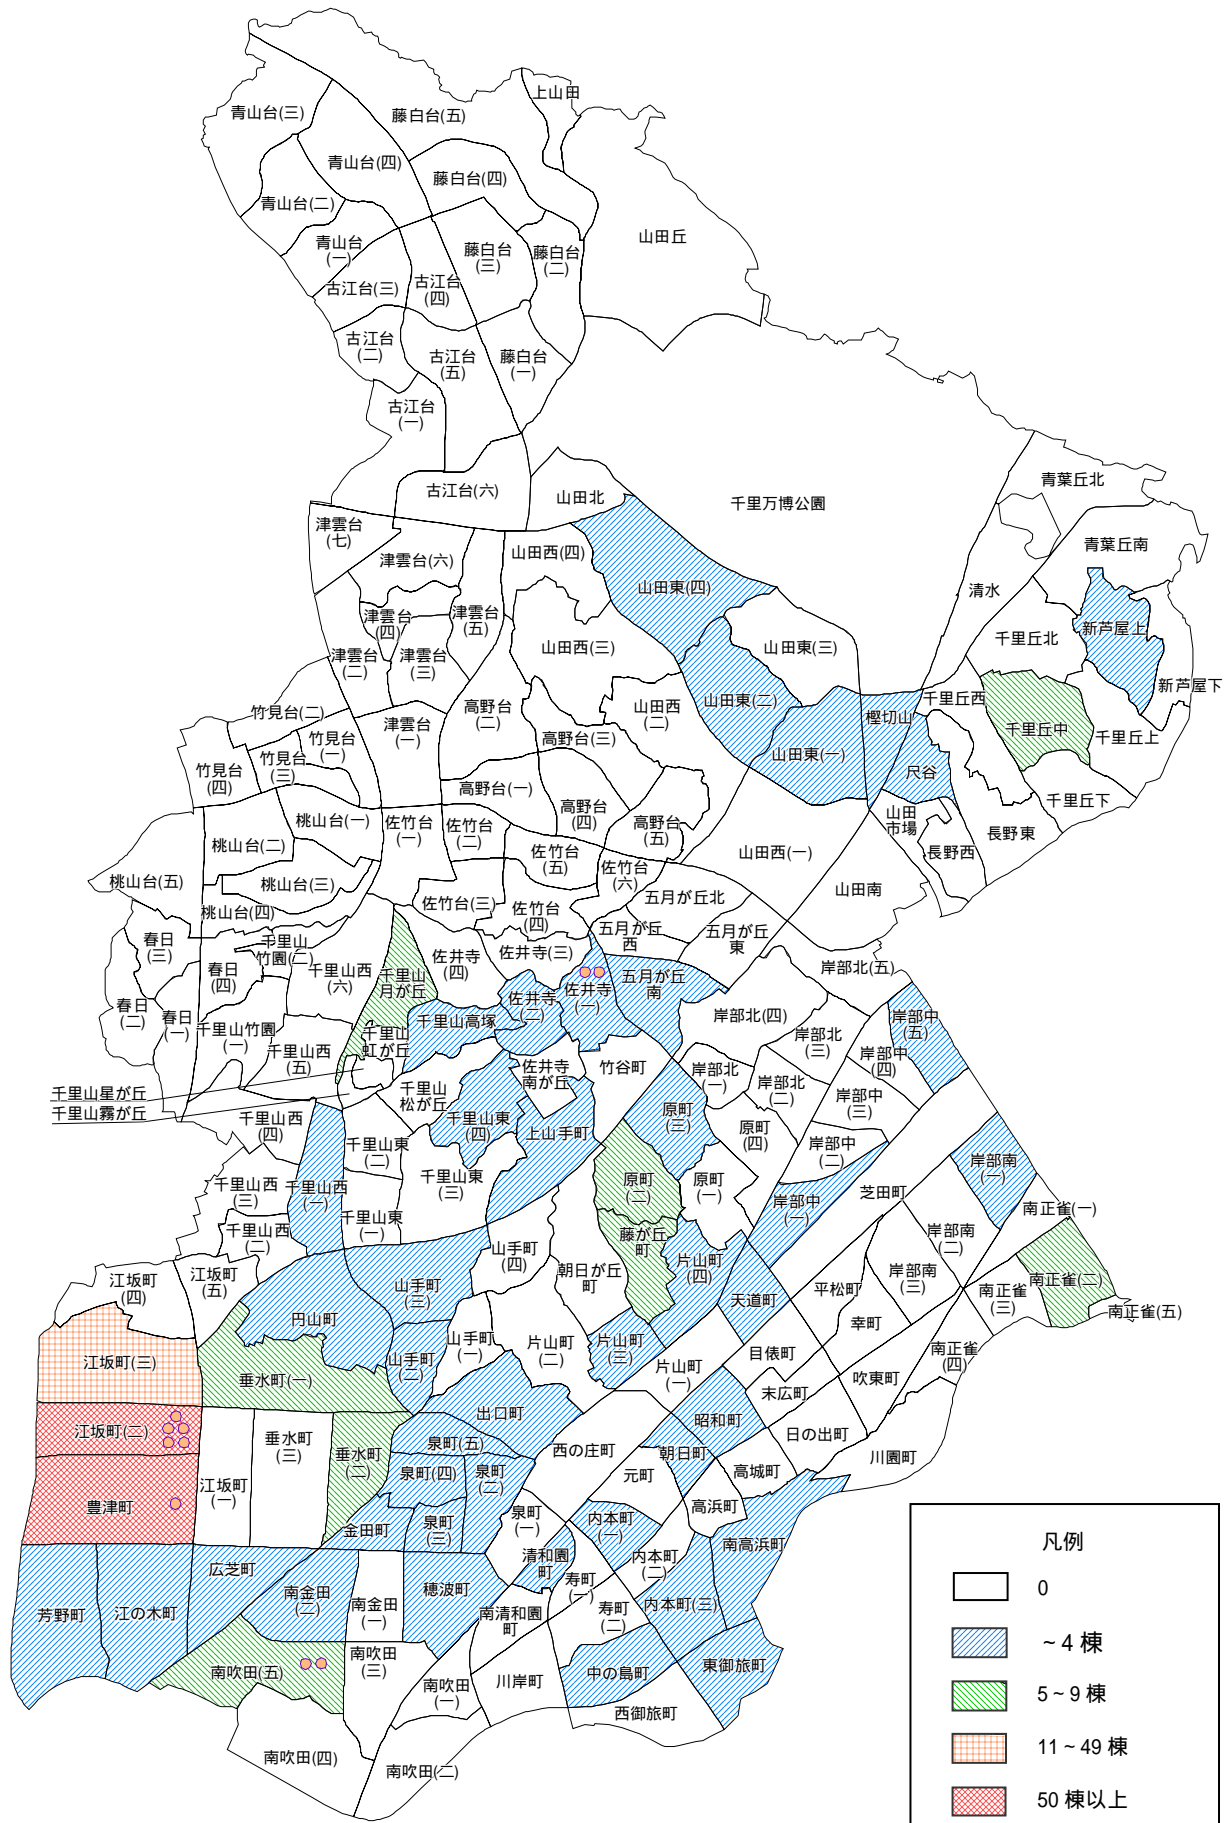 上山田
青山台(三)
藤白台(五)
青山台(四)
藤白台(四)
青山台(二)
山田丘
青山台
(一)
藤白台
(三)
藤白台
(二)
古江台(三)
古江台
(四)
古江台
(二)
古江台
(五)
藤白台
(一)
古江台
(一)
古江台(六)
山田北
千里万博公園
青葉丘北
津雲台
(七)
津雲台(六)
山田西(四)
青葉丘南
山田東(四)
清水
津雲台
(四)
津雲台
(五)
千里丘北
新芦屋上
津雲台
(二)
津雲台
(三)
山田西(三)
山田東(三)
新芦屋下
竹見台(二)
津雲台
(一)
高野台
(二)
山田西
(二)
山田東(二)
樫切山
千里丘西
千里丘中
千里丘上
竹見台
(一)
高野台(三)
山田東(一)
竹見台
(四)
竹見台
(三)
尺谷
高野台(一)
高野台
(四)
高野台
(五)
千里丘下
桃山台(一)
佐竹台
(一)
佐竹台
(二)
山田
市場
長野東
桃山台(二)
佐竹台
(五)
山田西(一)
長野西
桃山台(五)
桃山台(三)
佐竹台
(六)
山田南
桃山台(四)
佐竹台(三)
佐竹台
(四)
五月が丘北
五月が丘
西
五月が丘
東
春日
(三)
千里山
竹園(二)
佐井寺
(四)
佐井寺(三)
岸部北(五)
春日
(四)
千里山西
(六)
千里山
月が丘
佐井寺
(二)
佐井寺
(一)
五月が丘
南
春日
(二)
春日
(一)
千里山竹園
(一)
千里山高塚
岸部北(四)
岸部北
(三)
岸部中
(五)
千里山西
(五)
千里山
虹が丘
岸部中
(四)
佐井寺
南が丘
竹谷町
岸部北
(一)
岸部北
(二)
千里山星が丘
千里山霧が丘
千里山
松が丘
岸部中
(三)
千里山西
(四)
千里山東
(四)
上山手町
原町
(三)
原町
(四)
岸部中
(二)
千里山東
(二)
岸部南
(一)
千里山西
(三)
千里山西
(一)
千里山東
(三)
原町
(二)
原町
(一)
芝田町
岸部中
(一)
南正雀(一)
千里山西
(二)
千里山東
(一)
藤が丘
町
岸部南
(二)
山手町
(四)
片山町
(四)
江坂町
(四)
江坂町
(五)
山手町
(三)
朝日が丘
町
平松町
岸部南
(三)
南正雀
(三)
南正雀(二)
南正雀(五)
天道町
円山町
幸町
江坂町(三)
山手町
(二)
山手町
(一)
片山町
(二)
片山町
(三)
片山町
(一)
目俵町
南正雀
(四)
垂水町(一)
末広町
吹東町
江坂町(二)
出口町
昭和町
日の出町
垂水町
(三)
垂水町
(二)
泉町(五)
西の庄町
朝日町
川園町
江坂町
(一)
泉町(四)
泉町
(二)
元町
高城町
豊津町
金田町
泉町
(三)
泉町
(一)
内本町
(一)
高浜町
広芝町
清和園
町
内本町
(二)
南高浜町
芳野町
江の木町
南金田
(二)
南金田
(一)
穂波町
寿町
(一)
内本町(三)
南清和園
町
寿町
(二)
南吹田(五)
南吹田
(三)
南吹田
(一)
川岸町
中の島町
東御旅町
西御旅町
南吹田(四)
南吹田(二)
凡例
0
~4 棟
5~9 棟
11~49 棟
50 棟以上